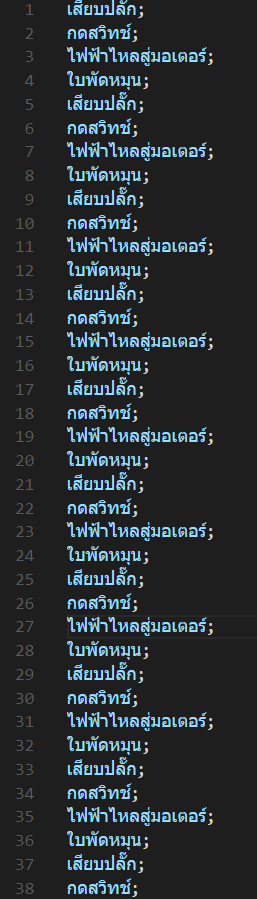 1 เสียบปลั๊ก;
2 กดสวิทช์;
3 ไฟฟ้าไหลสู่มอเตอร์;
4 ใบพัดหมุน;
5 เสียบปลั๊ก;
6 กดสวิทช์;
7 ไฟฟ้าไหลสู่มอเตอร์;
8 ใบพัดหมุน;
9 เสียบปลั๊ก;
10 กดสวิทช์;
11 ไฟฟ้าไหลสู่มอเตอร์;
12 ใบพัดหมุน;
13 เสียบปลั๊ก;
14 กดสวิทช์;
15 ไฟฟ้าไหลสู่มอเตอร์;
16 ใบพัดหมุน;
17 เสียบปลั๊ก;
18 กดสวิทช์;
19 ไฟฟ้าไหลสู่มอเตอร์;
20 ใบพัดหมุน;
21 เสียบปลั๊ก;
22 กดสวิทช์;
23 ไฟฟ้าไหลสู่มอเตอร์;
24 ใบพัดหมุน;
25 เสียบปลั๊ก;
26 กดสวิทช์;
27 ไฟฟ้าไหลสู่มอเตอร์;
28 ใบพัดหมุน;
29 เสียบปลั๊ก;
30 กดสวิทช์;
31 ไฟฟ้าไหลสู่มอเตอร์;
32 ใบพัดหมุน;
33 เสียบปลั๊ก;
34 กดสวิทช์;
35 ไฟฟ้าไหลสู่มอเตอร์;
36 ใบพัดหมุน;
37 เสียบปลั๊ก;
38 กดสวิทช์;